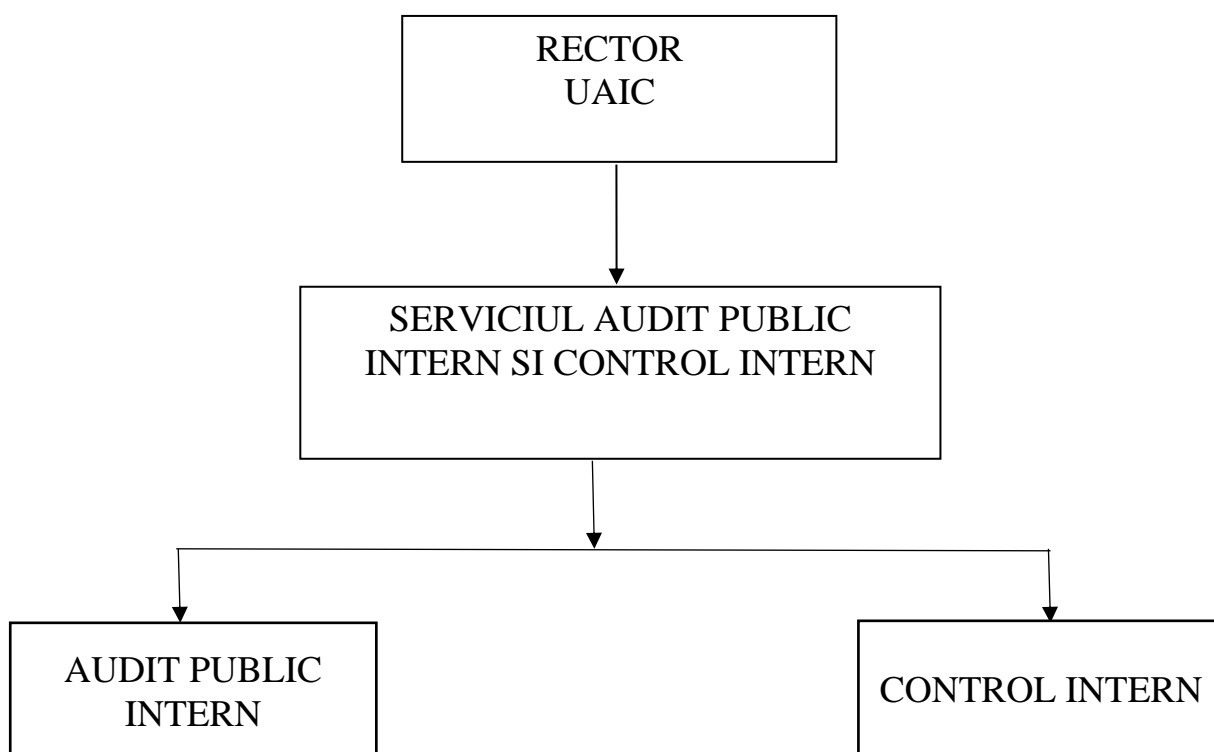 RECTOR
UAIC
SERVICIUL AUDIT PUBLIC
INTERN SI CONTROL INTERN
AUDIT PUBLIC
INTERN
CONTROL INTERN